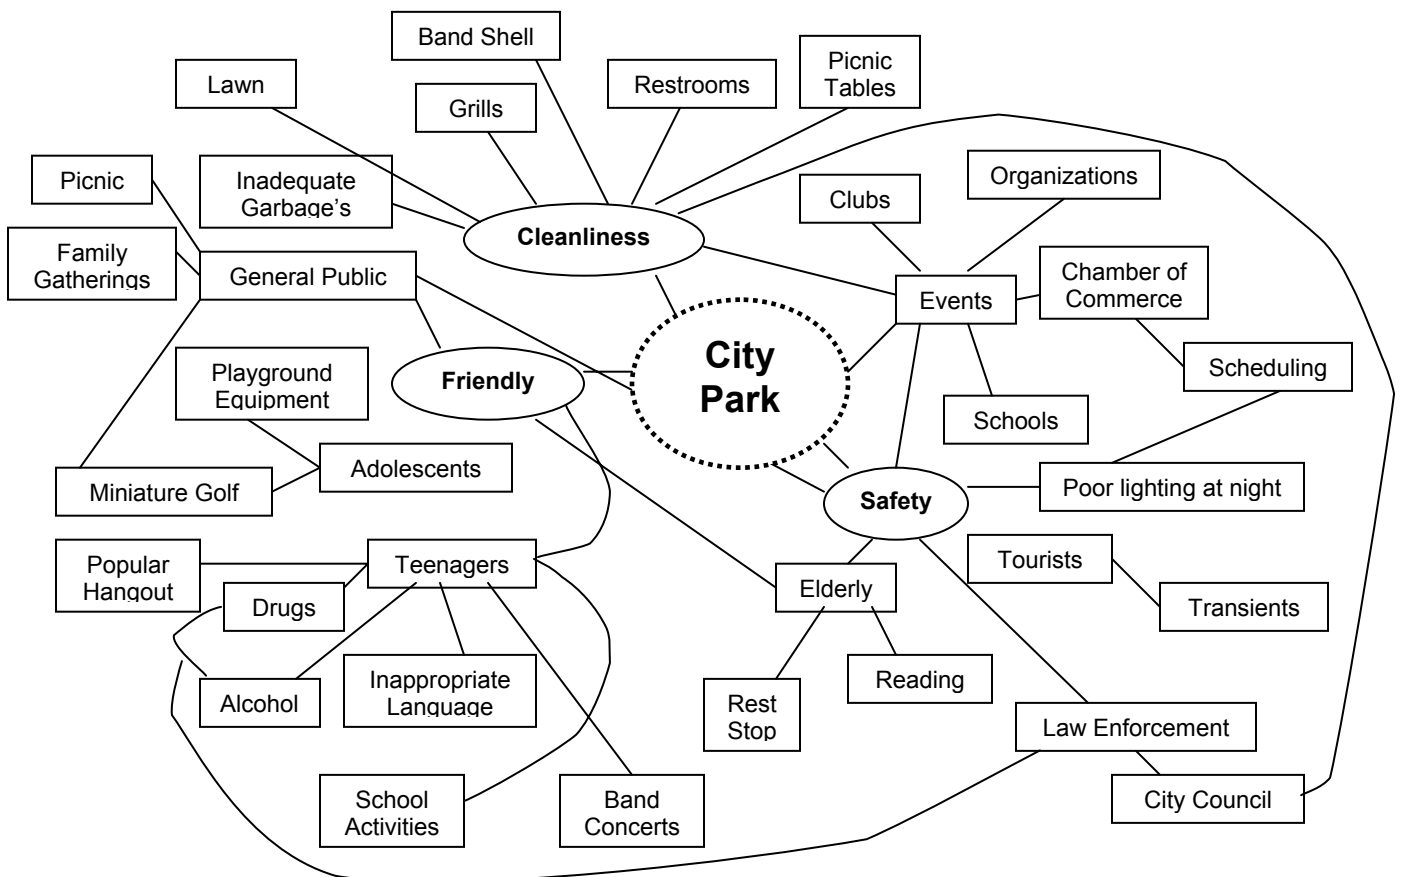 Band Shell
Lawn
Grills
Restrooms
Picnic
Tables
Picnic
Inadequate
Garbage's
Clubs
Organizations
Cleanliness
Family
Gatherings
General Public
Events
Chamber of
Commerce
City
Park
Playground
Equipment
Friendly
Scheduling
Schools
Adolescents
Miniature Golf
Safety
Poor lighting at night
Popular
Hangout
Teenagers
Drugs
Elderly
Tourists
Transients
Alcohol
Inappropriate
Language
Rest
Stop
Reading
Law Enforcement
School
Activities
Band
Concerts
City Council